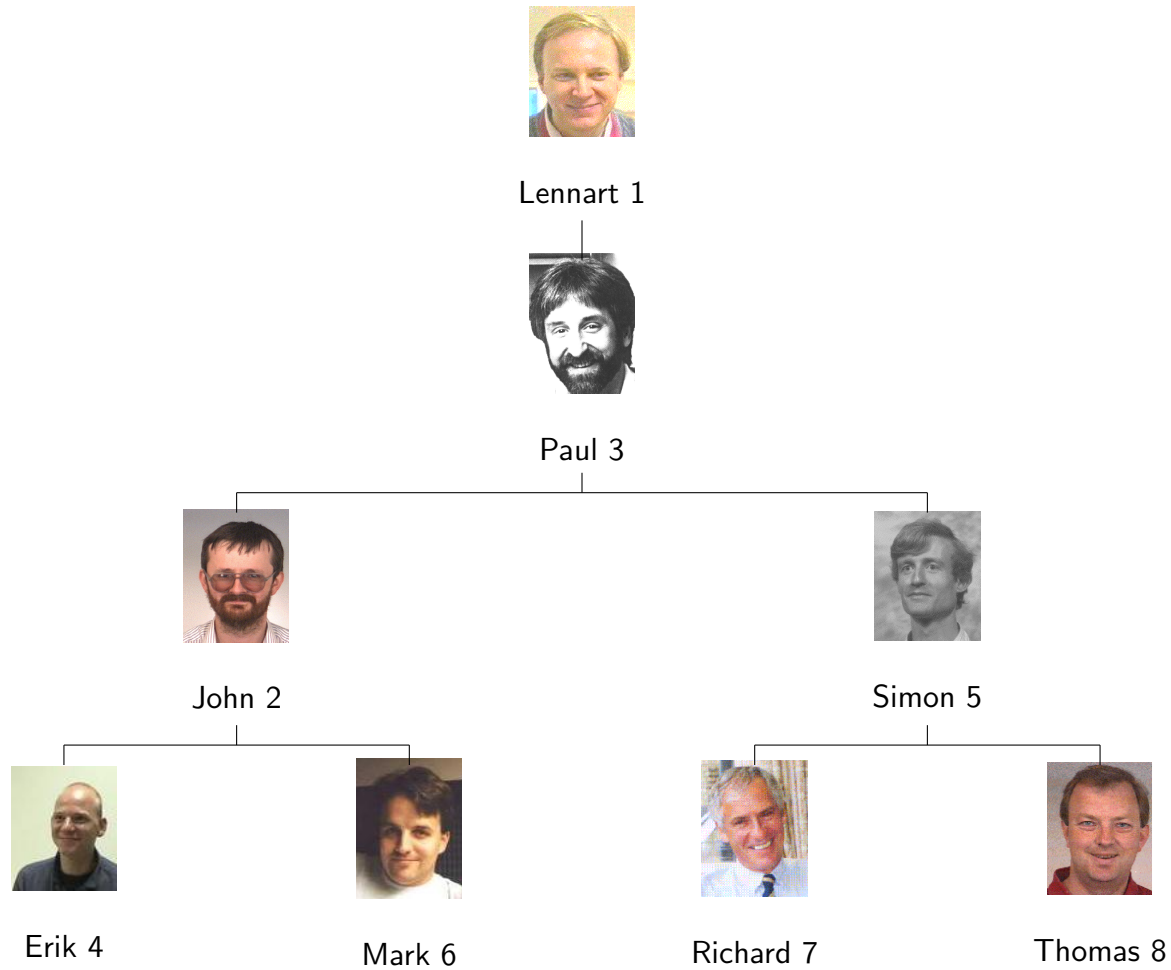 Lennart 1
Paul 3
John 2
Simon 5
Erik 4
Mark 6
Richard 7
Thomas 8